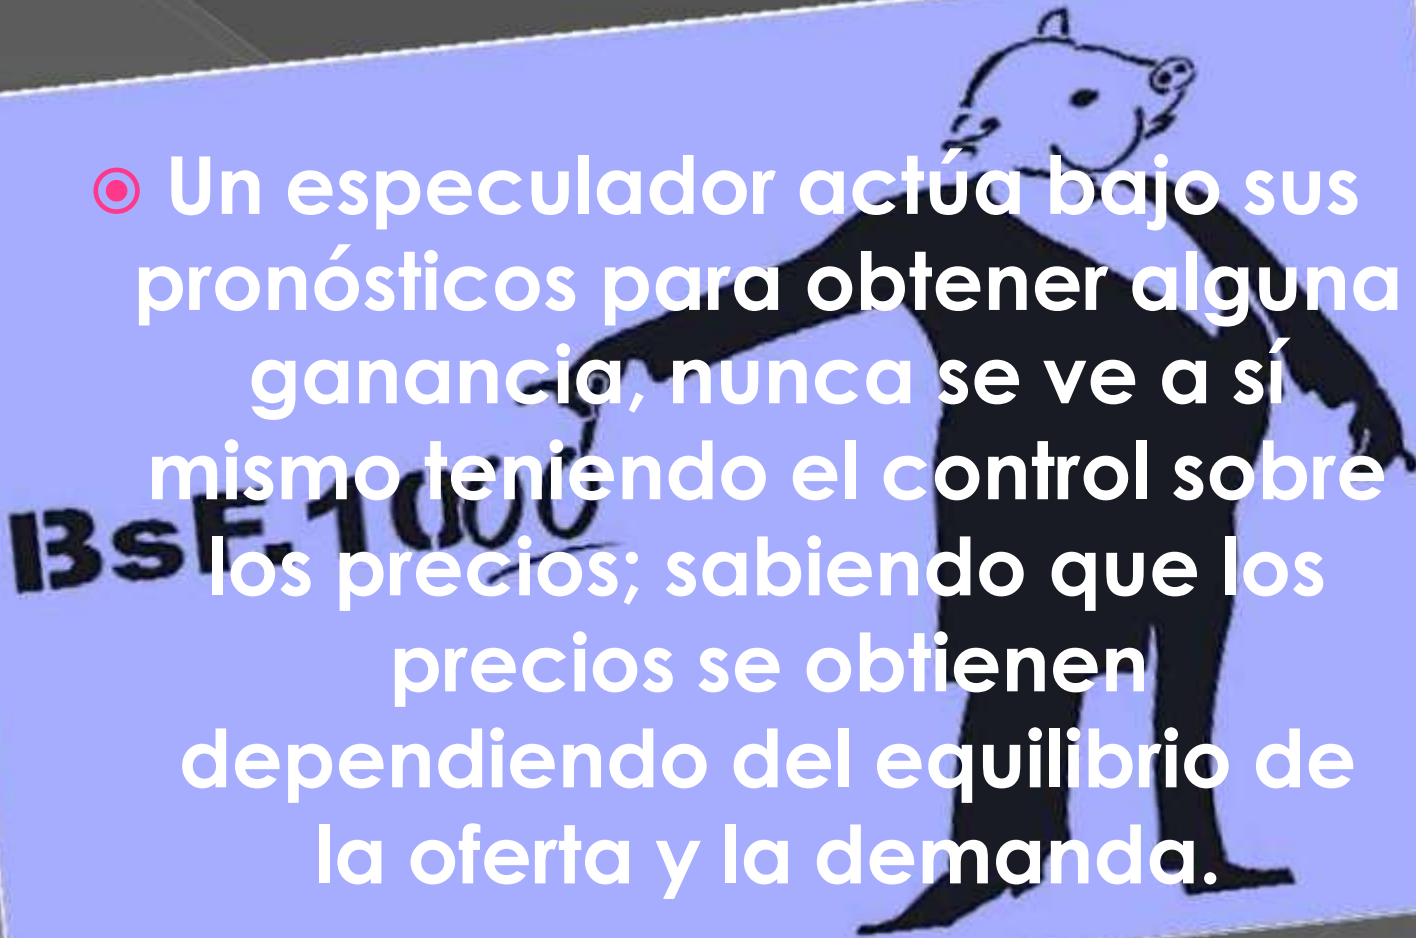 Un especulador actúa bajo sus
pronósticos para obtener alguna
ganancia, nunca se ve a sí
mismo teniendo el control sobre
los precios; sabiendo que los
precios se obtienen
dependiendo del equilibrio de
la oferta y la demanda.
BsF. 1000